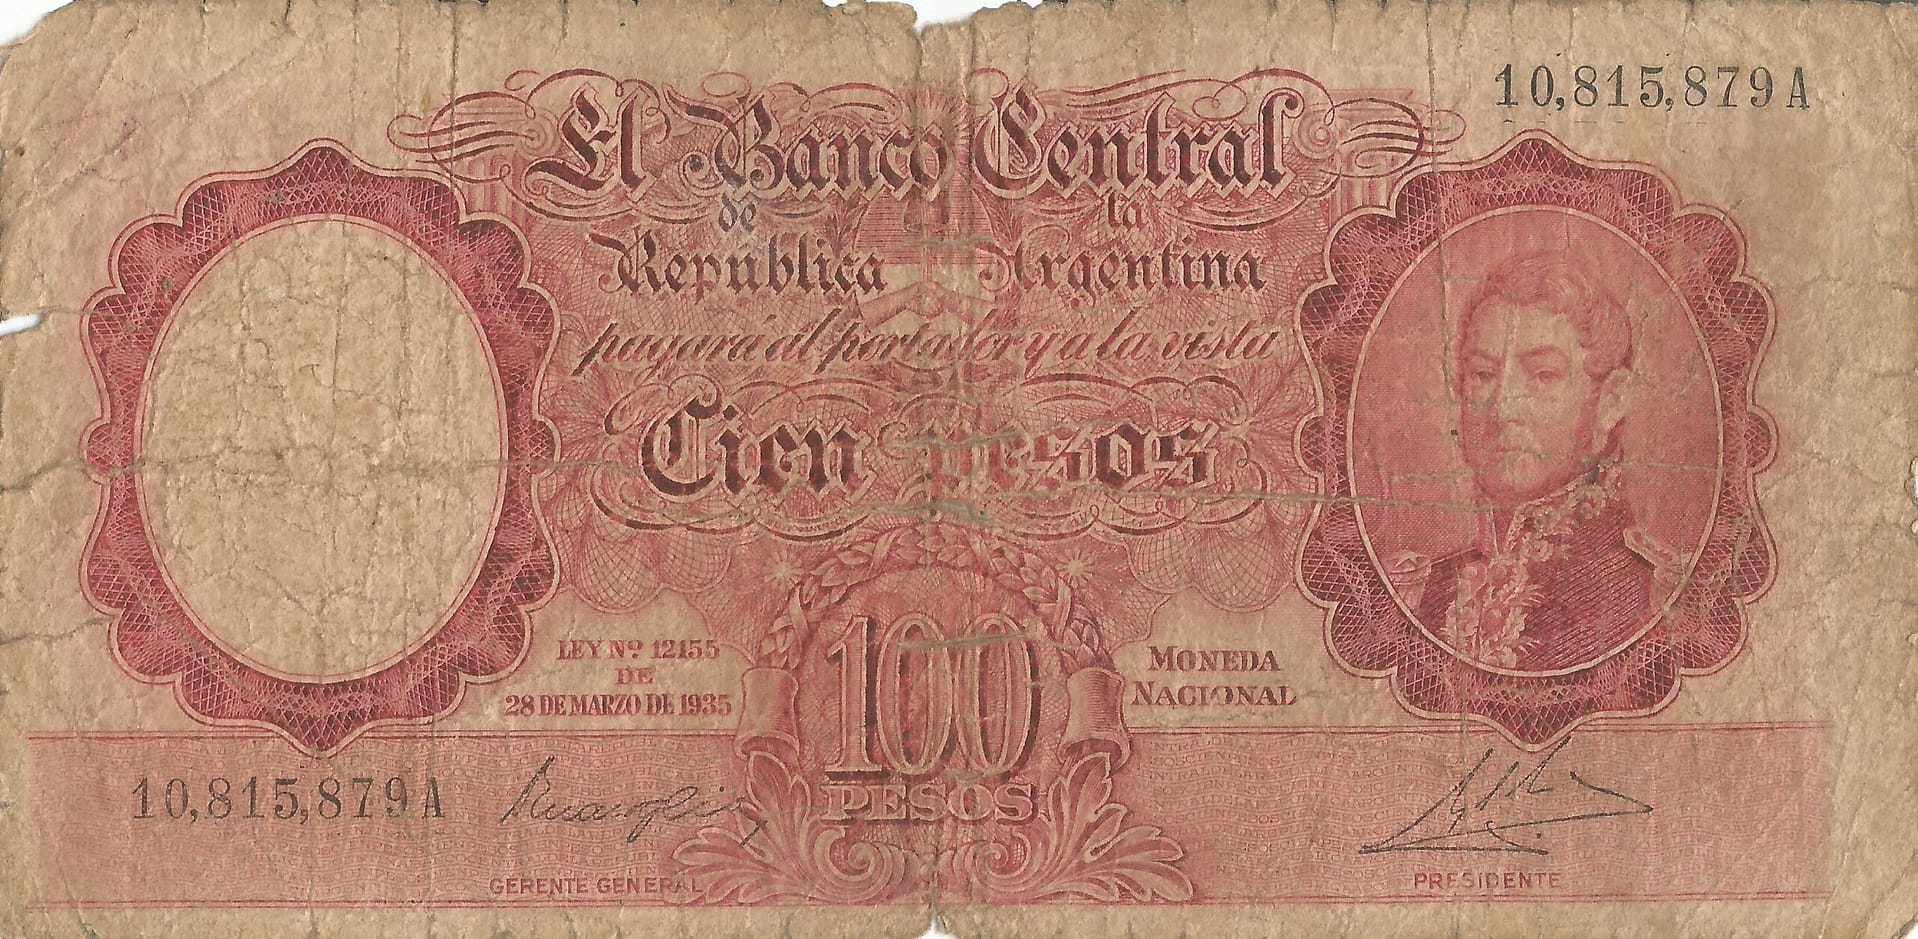 10,815,879 A
El Banco Central
de la
República Argentina
pagará al portador y a la vista
Cien pesos
LEY Nº 12155
DE
28 DE MARZO DE 1935
MONEDA
NACIONAL
100
PESOS
10,815,879 A
GERENTE GENERAL
PRESIDENTE